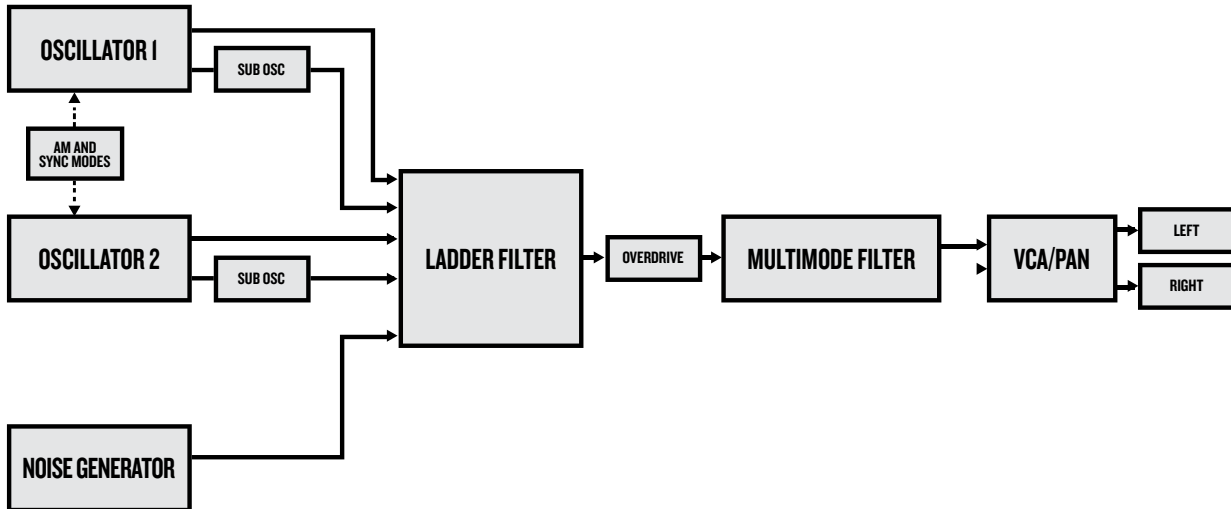 OSCILLATOR 1
SUB OSC
AM AND
SYNC MODES
OSCILLATOR 2
SUB OSC
NOISE GENERATOR
LADDER FILTER
OVERDRIVE
MULTIMODE FILTER
VCA/PAN
LEFT
RIGHT